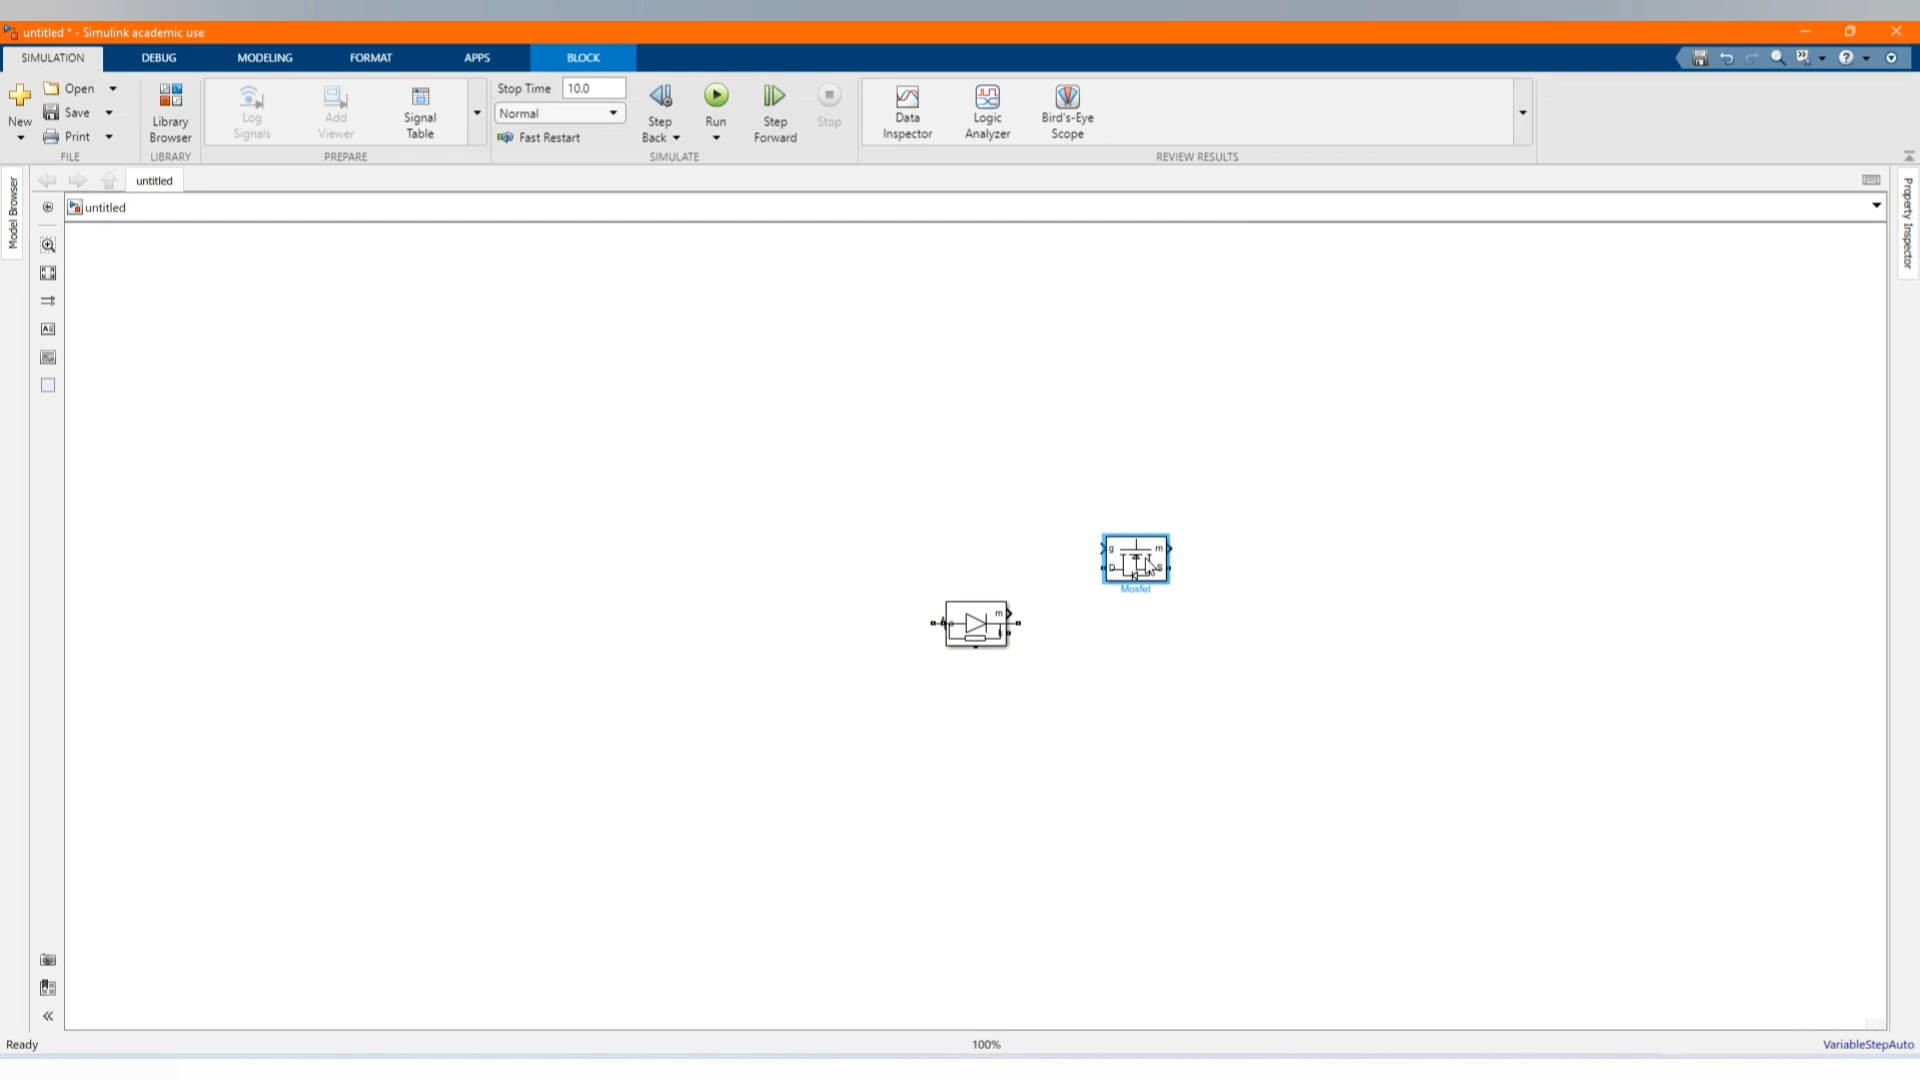 untitled * - Simulink academic use
SIMULATION DEBUG MODELING FORMAT APPS BLOCK
New Open Save Print
FILE
Library Browser
LIBRARY
Log Signals
Add Viewer
Signal Table
PREPARE
Stop Time 10.0
Normal
Fast Restart
Step Back
Run
Step Forward
Stop
SIMULATE
Data Inspector
Logic Analyzer
Bird's-Eye Scope
REVIEW RESULTS
Model Browser
untitled
untitled
Property Inspector
g m
D S
Mosfet
m
Ready 100% VariableStepAuto